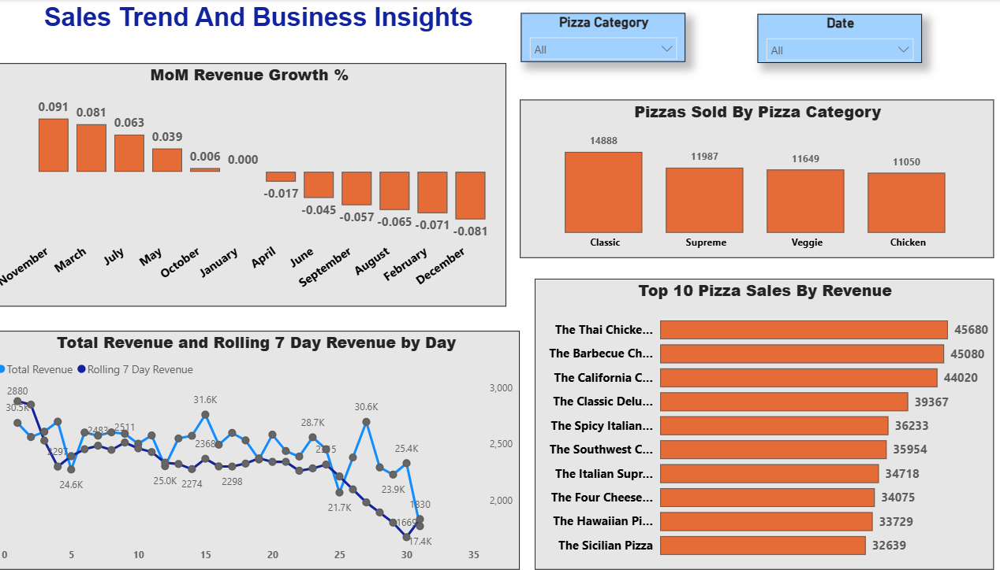 Sales Trend And Business Insights
Pizza Category
All
Date
All
MoM Revenue Growth %
0.091
0.081
0.063
0.039
0.006
0.000
-0.017
-0.045
-0.057
-0.065
-0.071
-0.081
November
March
July
May
October
January
April
June
September
August
February
December
Pizzas Sold By Pizza Category
14888
11987
11649
11050
Classic
Supreme
Veggie
Chicken
Total Revenue and Rolling 7 Day Revenue by Day
Total Revenue
Rolling 7 Day Revenue
2880
30.5K
2297
24.6K
2483
2511
25.0K
2274
31.6K
2368
2298
28.7K
21.7K
30.6K
23.9K
25.4K
1669
1830
17.4K
3,000
2,500
2,000
0 5 10 15 20 25 30 35
Top 10 Pizza Sales By Revenue
The Thai Chicke... 45680
The Barbecue Ch... 45080
The California C... 44020
The Classic Delu... 39367
The Spicy Italian... 36233
The Southwest C... 35954
The Italian Supr... 34718
The Four Cheese... 34075
The Hawaiian Pi... 33729
The Sicilian Pizza 32639